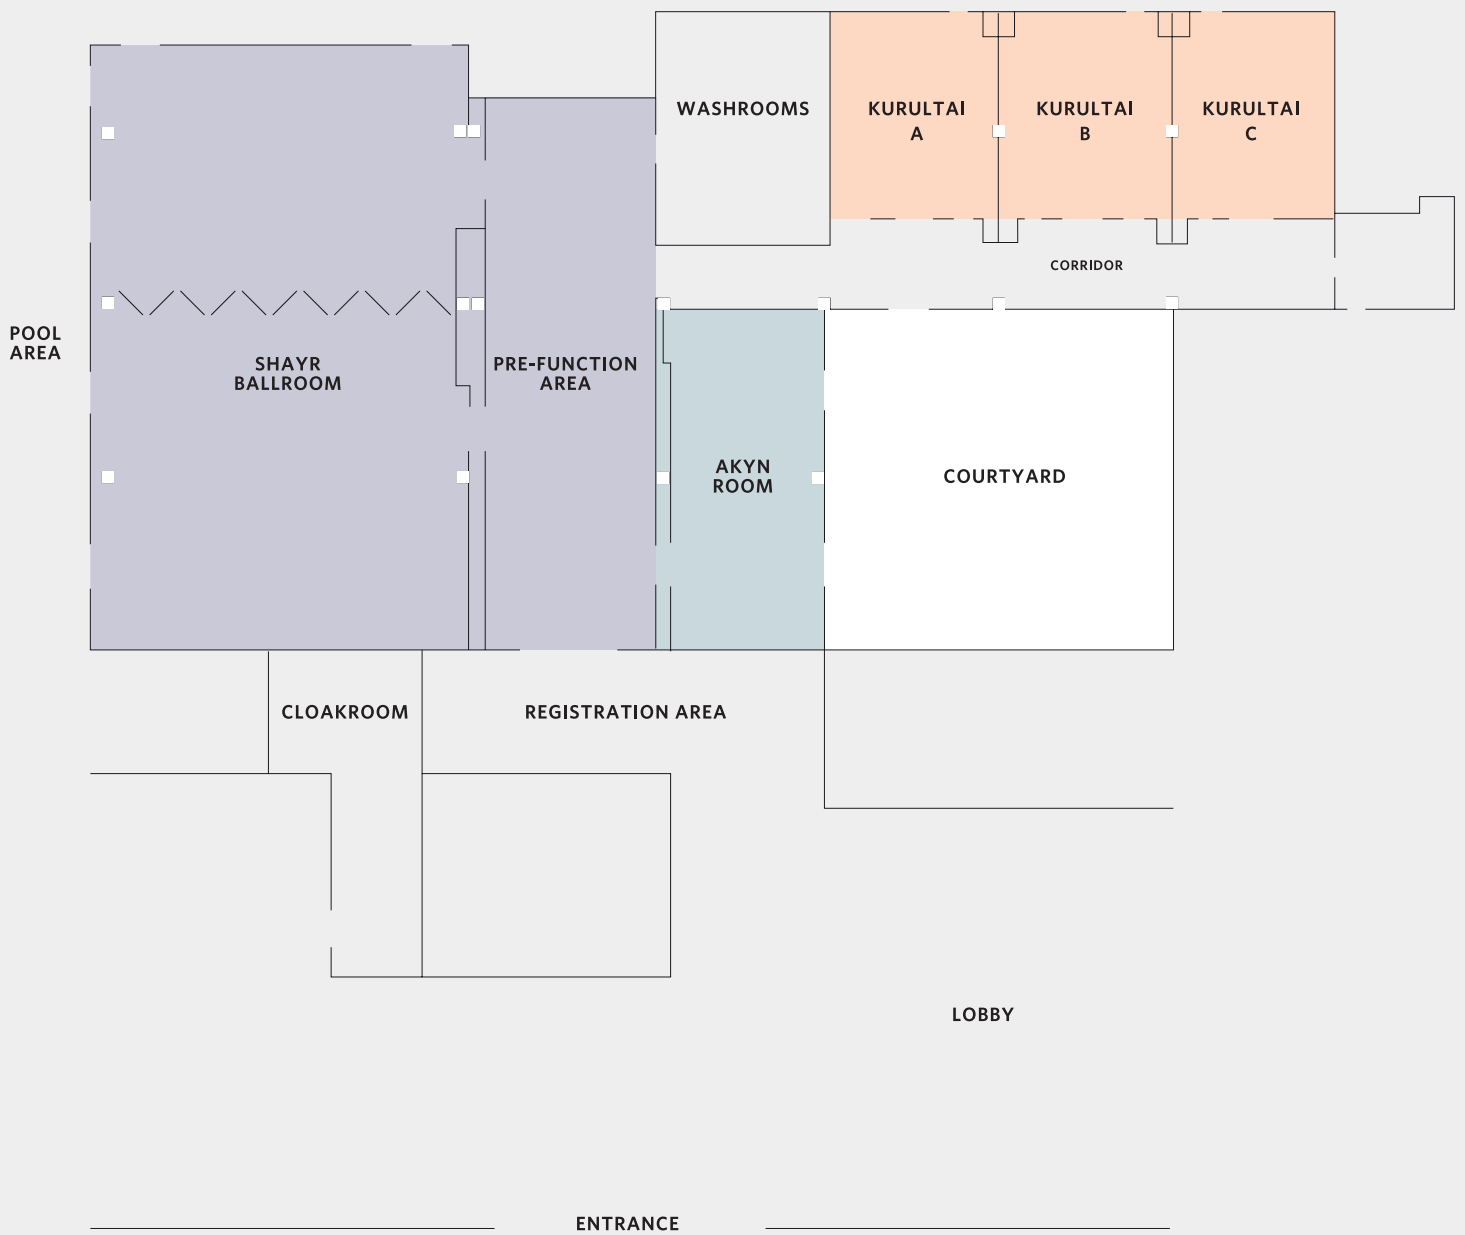 WASHROOMS
KURULTAI
A
KURULTAI
B
KURULTAI
C
CORRIDOR
POOL
AREA
SHAYR
BALLROOM
PRE-FUNCTION
AREA
AKYN
ROOM
COURTYARD
CLOAKROOM
REGISTRATION AREA
LOBBY
ENTRANCE